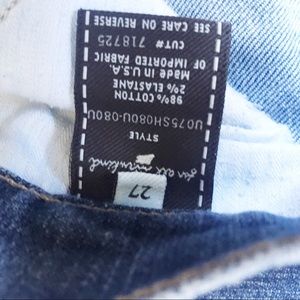 27
for all mankind
STYLE
U075SH080U-080U
98% COTTON
2% ELASTANE
Made in U.S.A.
OF IMPORTED FABRIC
CUT# 718725
SEE CARE ON REVERSE